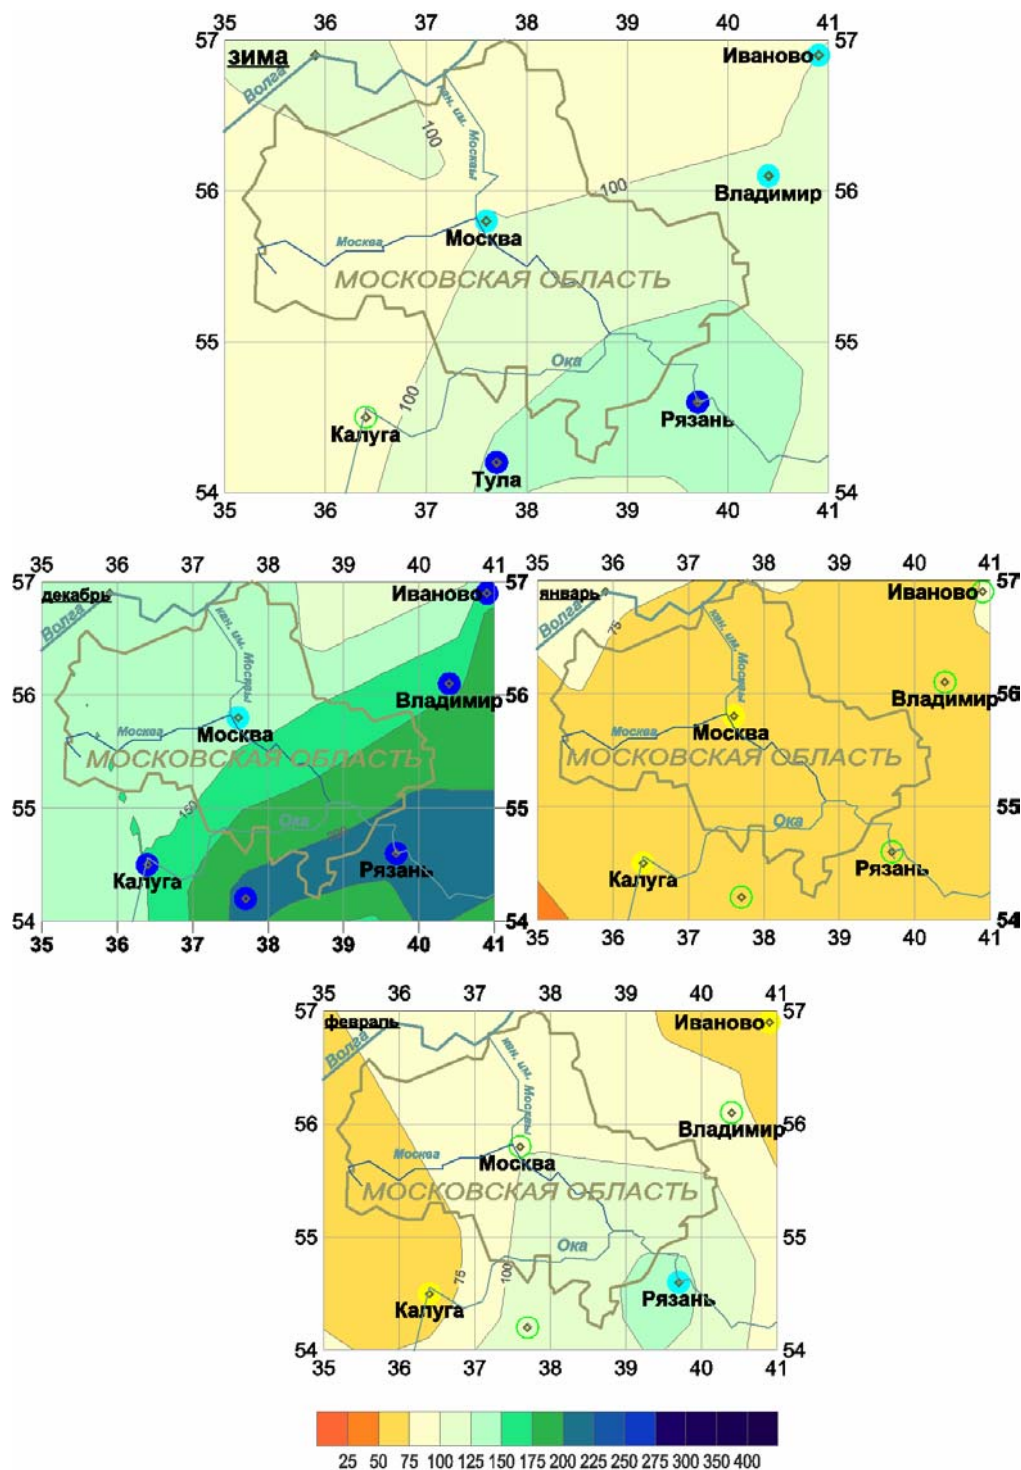 35 36 37 38 39 40 41
57 57
зима
Иваново
Волга
кан. им. Москвы
100
56 56
100
Владимир
Москва
Москва
МОСКОВСКАЯ ОБЛАСТЬ
55 55
Ока
100
Калуга
Рязань
Тула
54 54
35 36 37 38 39 40 41
35 36 37 38 39 40 41
57 57
декабрь
Иваново
Волга
кан. им. Москвы
56 56
Владимир
Москва
Москва
МОСКОВСКАЯ ОБЛАСТЬ
150
55 55
Ока
Калуга
Рязань
54 54
35 36 37 38 39 40 41
35 36 37 38 39 40 41
57 57
январь
Иваново
Волга
75
кан. им. Москвы
56 56
Владимир
Москва
Москва
МОСКОВСКАЯ ОБЛАСТЬ
55 55
Ока
Калуга
Рязань
54 54
35 36 37 38 39 40 41
35 36 37 38 39 40 41
57 57
февраль
Иваново
Волга
кан. им. Москвы
56 56
Владимир
Москва
Москва
МОСКОВСКАЯ ОБЛАСТЬ
55 55
Ока
75
100
Калуга
Рязань
54 54
35 36 37 38 39 40 41
25 50 75 100 125 150 175 200 225 250 275 300 350 400